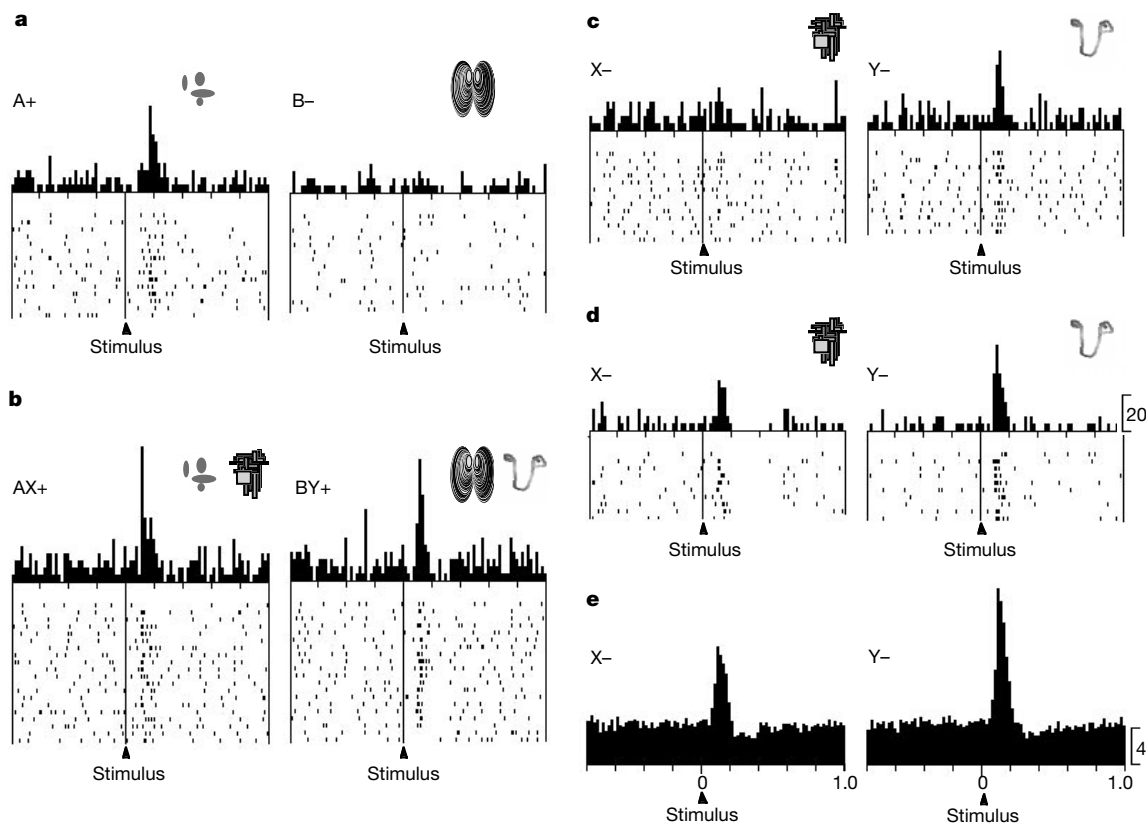 a
A+
B–
Stimulus
Stimulus
b
AX+
BY+
Stimulus
Stimulus
c
X–
Y–
Stimulus
Stimulus
d
X–
Y–
20
Stimulus
Stimulus
e
X–
Y–
4
0
1.0
0
1.0
Stimulus
Stimulus